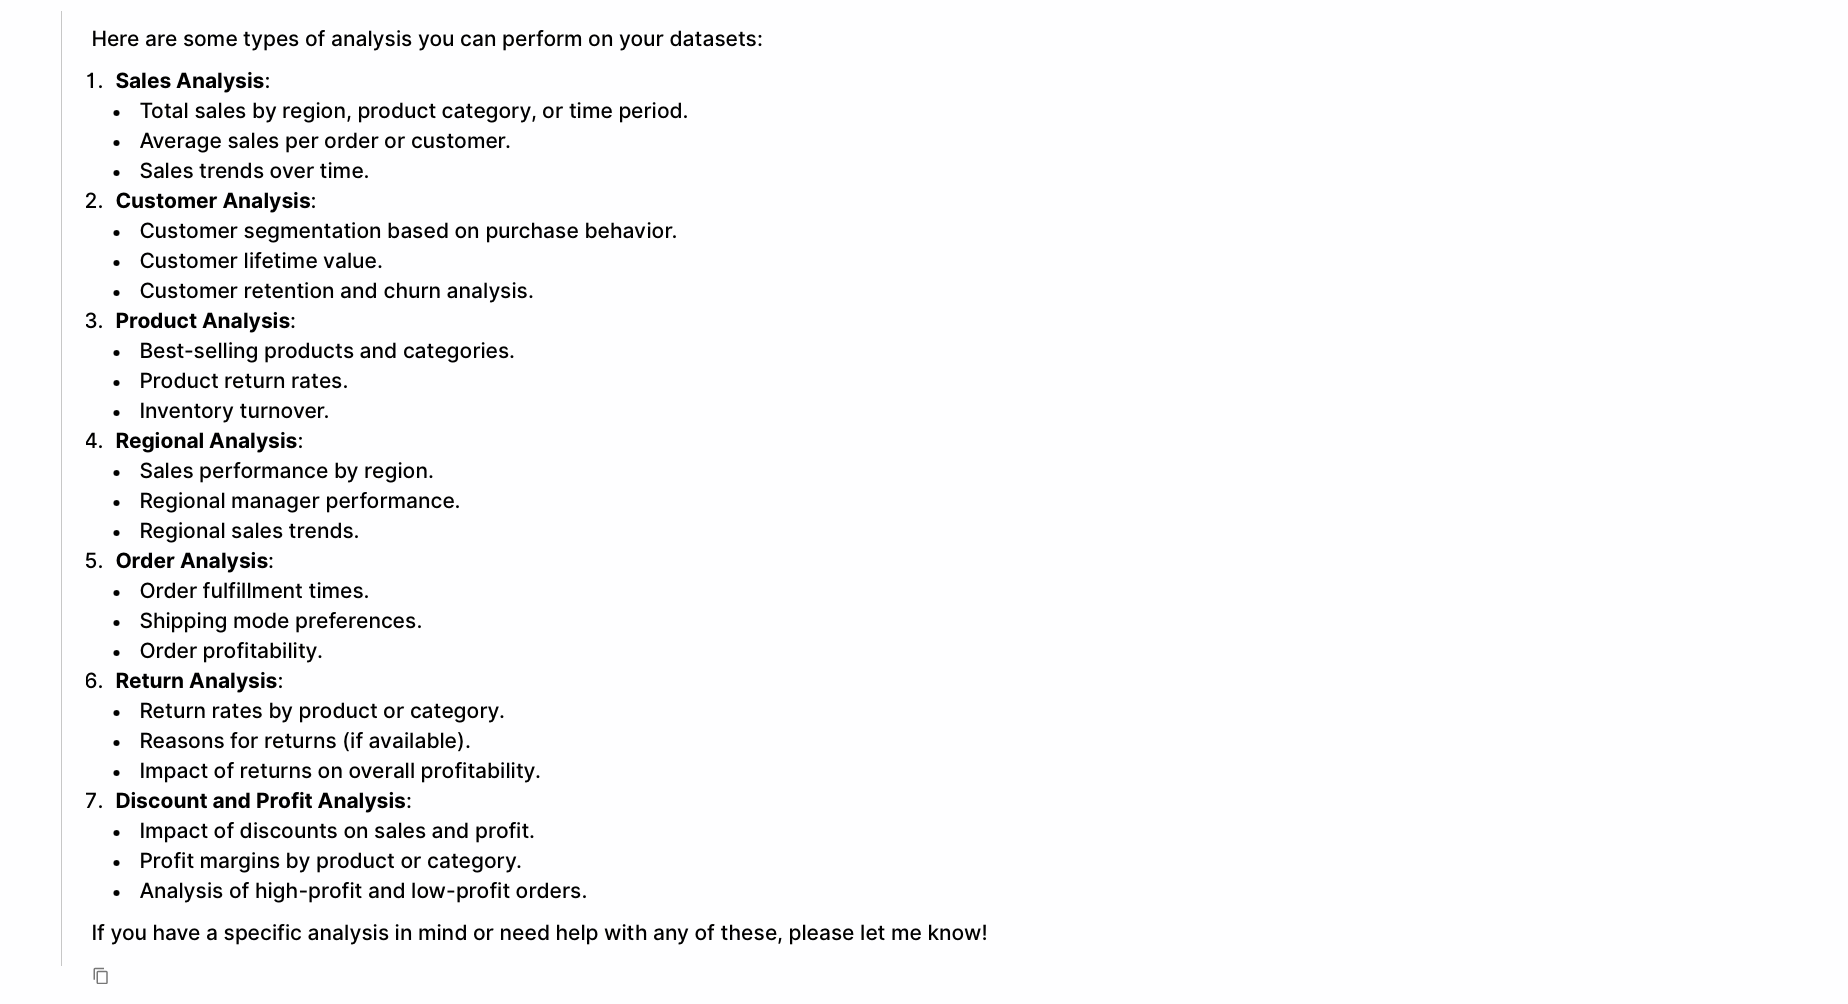 Here are some types of analysis you can perform on your datasets:
1. Sales Analysis:
• Total sales by region, product category, or time period.
• Average sales per order or customer.
• Sales trends over time.
2. Customer Analysis:
• Customer segmentation based on purchase behavior.
• Customer lifetime value.
• Customer retention and churn analysis.
3. Product Analysis:
• Best-selling products and categories.
• Product return rates.
• Inventory turnover.
4. Regional Analysis:
• Sales performance by region.
• Regional manager performance.
• Regional sales trends.
5. Order Analysis:
• Order fulfillment times.
• Shipping mode preferences.
• Order profitability.
6. Return Analysis:
• Return rates by product or category.
• Reasons for returns (if available).
• Impact of returns on overall profitability.
7. Discount and Profit Analysis:
• Impact of discounts on sales and profit.
• Profit margins by product or category.
• Analysis of high-profit and low-profit orders.
If you have a specific analysis in mind or need help with any of these, please let me know!